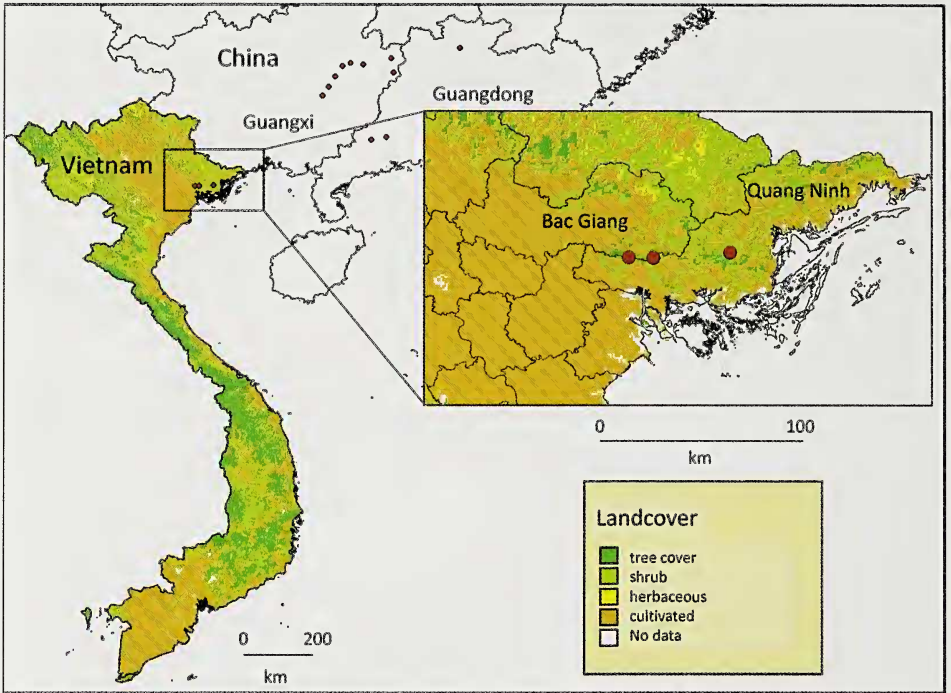 China
Guangdong
Guangxi
Vietnam
Quang Ninh
Bac Giang
0 100
km
Landcover
tree cover
shrub
herbaceous
cultivated
No data
0 200
km